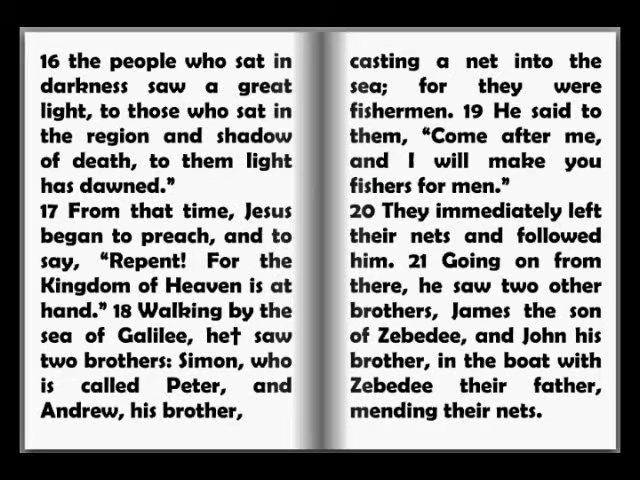 16 the people who sat in
darkness saw a great
light, to those who sat in
the region and shadow
of death, to them light
has dawned.”
17 From that time, Jesus
began to preach, and to
say, “Repent! For the
Kingdom of Heaven is at
hand.” 18 Walking by the
sea of Galilee, he† saw
two brothers: Simon, who
is called Peter, and
Andrew, his brother,
casting a net into the
sea; for they were
fishermen. 19 He said to
them, “Come after me,
and I will make you
fishers for men.”
20 They immediately left
their nets and followed
him. 21 Going on from
there, he saw two other
brothers, James the son
of Zebedee, and John his
brother, in the boat with
Zebedee their father,
mending their nets.